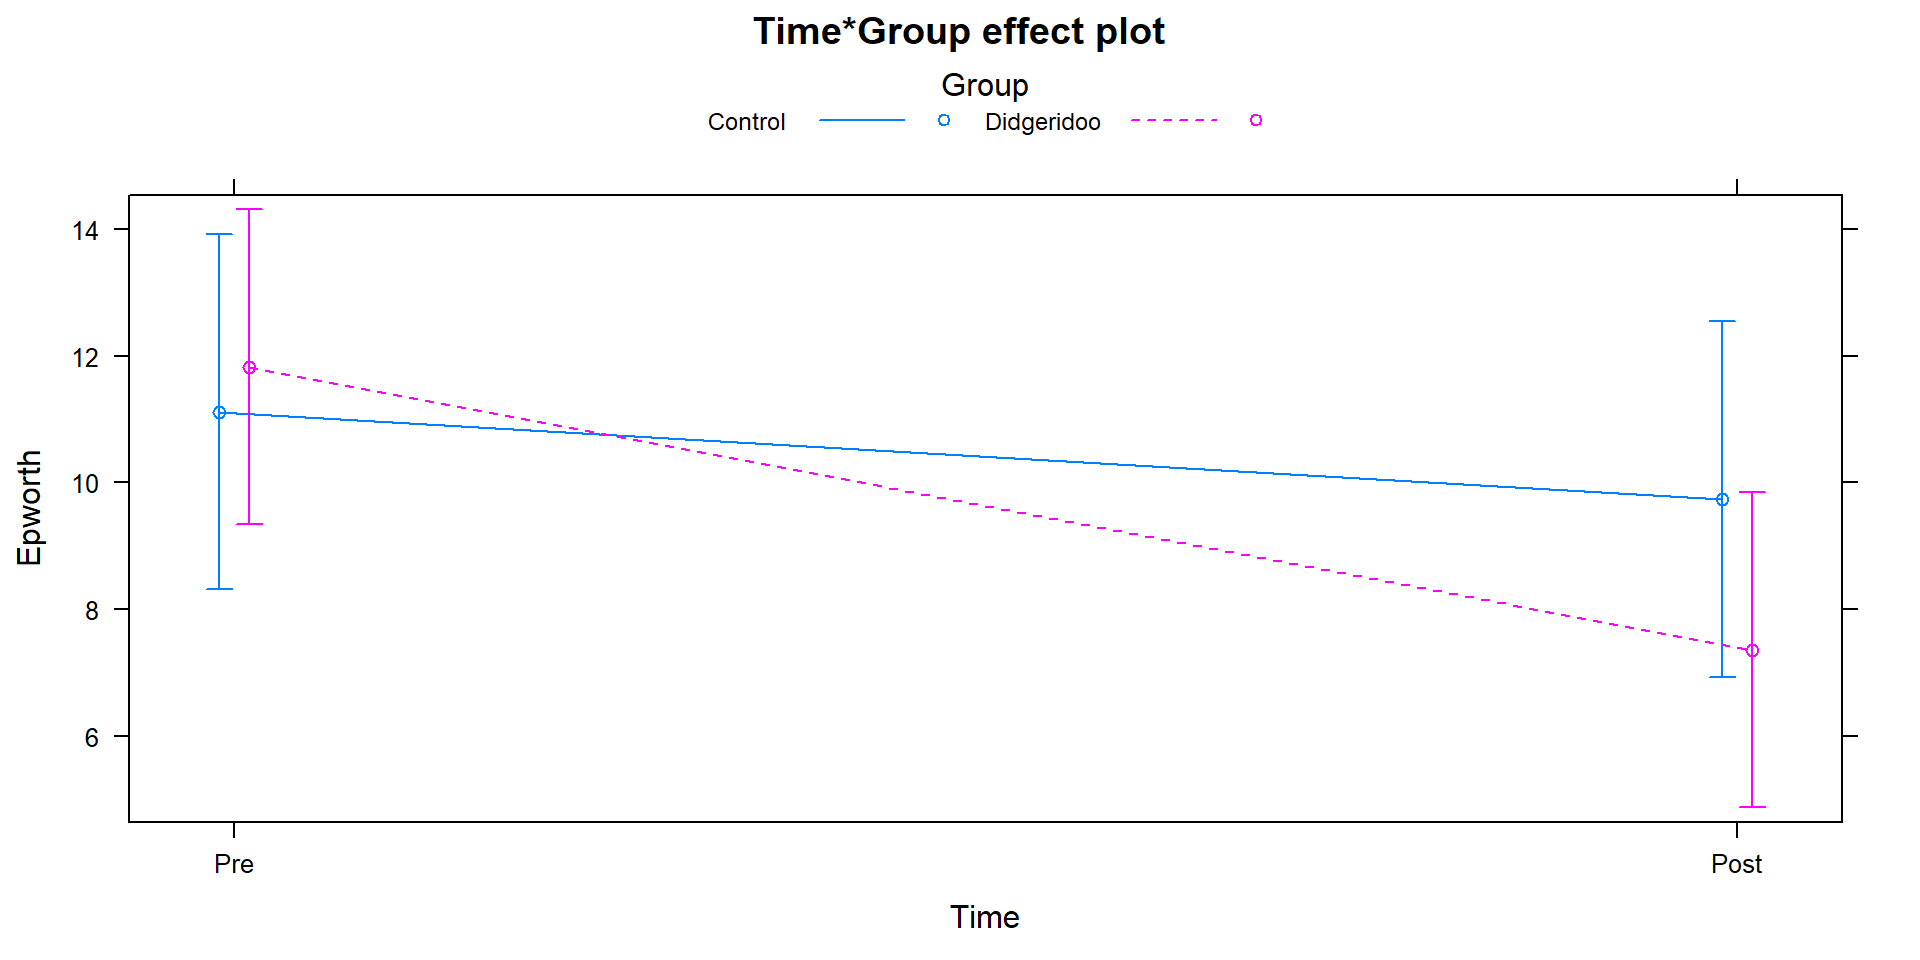 Time*Group effect plot
Group
Control Didgeridoo
14
12
10
8
6
Epworth
Pre Post
Time